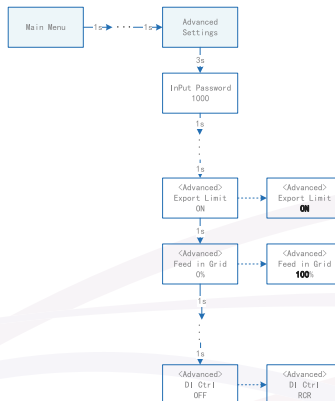 Main Menu
1s
1s
Advanced
Settings
3s
InPut Password
1000
1s
1s
<Advanced>
Export Limit
ON
<Advanced>
Export Limit
ON
1s
<Advanced>
Feed in Grid
0%
<Advanced>
Feed in Grid
100%
1s
1s
<Advanced>
DI Ctrl
OFF
<Advanced>
DI Ctrl
RCR